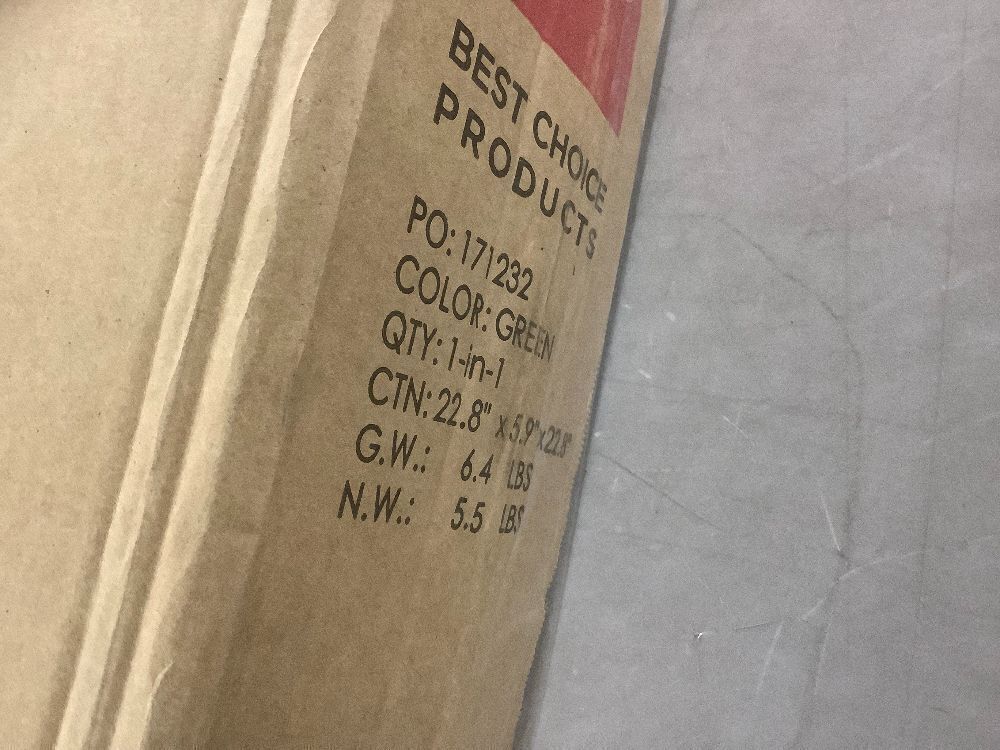 BEST CHOICE
PRODUCTS
PO: 171232
COLOR: GREEN
QTY: 1-in-1
CTN: 22.8" x 5.9" x 22.8"
G.W.: 6.4 LBS
N.W.: 5.5 LBS